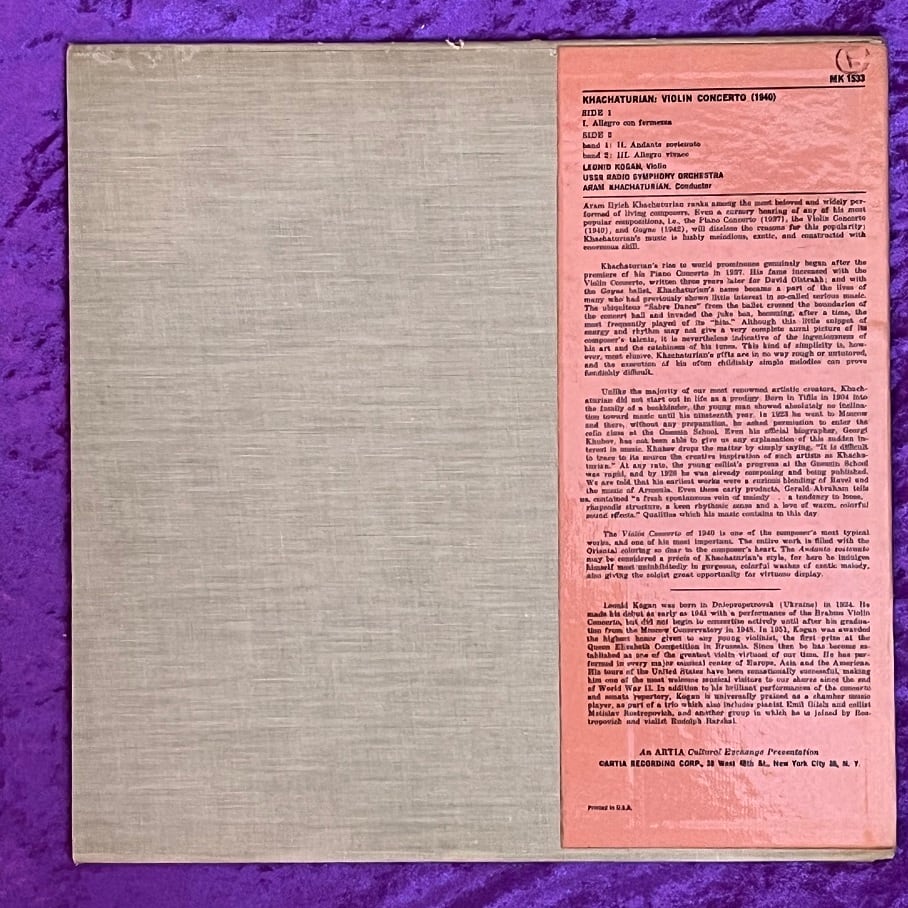 E
MK 1533
KHACHATURIAN: VIOLIN CONCERTO (1940)
SIDE 1
I. Allegro con fermezza
SIDE 2
band 1: II. Andante sostenuto
band 2: III. Allegro vivace
LEONID KOGAN, Violin
USSR RADIO SYMPHONY ORCHESTRA
ARAM KHACHATURIAN, Conductor
Aram Ilyich Khachaturian ranks among the most beloved and widely per-
formed of living composers. Even a cursory hearing of any of his most
popular compositions, i.e., the Piano Concerto (1937), the Violin Concerto
(1940), and Gayne (1942), will disclose the reasons for this popularity;
Khachaturian's music is highly melodious, exotic, and constructed with
enormous skill.
Khachaturian's rise to world prominence genuinely began after the
premiere of his Piano Concerto in 1937. His fame increased with the
Violin Concerto, written three years later for David Oistrakh; and with
the Gayne ballet, Khachaturian's name became a part of the lives of
many who had previously shown little interest in so-called serious music.
The ubiquitous "Sabre Dance" from the ballet crossed the boundaries of
the concert hall and invaded the juke box, becoming, after a time, the
most frequently played of its "hits." Although this little snippet of
energy and rhythm may not give a very complete aural picture of its
composer's talents, it is nevertheless indicative of the ingeniousness of
his art and the catchiness of his tunes. This kind of simplicity is, how-
ever, most elusive. Khachaturian's gifts are in no way rough or untutored,
and the execution of his often childishly simple melodies can prove
fiendishly difficult.
Unlike the majority of our most renowned artistic creators, Khach-
aturian did not start out in life as a prodigy. Born in Tiflis in 1904 into
the family of a bookbinder, the young man showed absolutely no inclina-
tion toward music until his nineteenth year. In 1923 he went to Moscow
and there, without any preparation, he asked permission to enter the
cello class at the Gnessin School. Even his official biographer, Georgi
Khubov, has not been able to give us any explanation of this sudden in-
terest in music. Khubov drops the matter by simply saying, "It is difficult
to trace to its source the creative inspiration of such artists as Khacha-
turian." At any rate, the young cellist's progress at the Gnessin School
was rapid, and by 1926 he was already composing and being published.
We are told that his earliest works were a curious blending of Ravel and
the music of Armenia. Even these early products, Gerald Abraham tells
us, contained "a fresh spontaneous vein of melody . . . a tendency to loose,
rhapsodic structure, a keen rhythmic sense and a love of warm, colorful
sound effects." Qualities which his music contains to this day.
The Violin Concerto of 1940 is one of the composer's most typical
works, and one of his most important. The entire work is filled with the
Oriental coloring so dear to the composer's heart. The Andante sostenuto
may be considered a précis of Khachaturian's style, for here he indulges
himself most uninhibitedly in gorgeous, colorful washes of exotic melody,
also giving the soloist great opportunity for virtuoso display.
Leonid Kogan was born in Dniepropetrovsk (Ukraine) in 1924. He
made his debut as early as 1941 with a performance of the Brahms Violin
Concerto, but did not begin to concertize actively until after his gradua-
tion from the Moscow Conservatory in 1948. In 1951, Kogan was awarded
the highest honor given to any young violinist, the first prize at the
Queen Elizabeth Competition in Brussels. Since then he has become es-
tablished as one of the greatest violin virtuosi of our time. He has per-
formed in every major musical center of Europe, Asia and the Americas.
His tours of the United States have been sensationally successful, making
him one of the most welcome musical visitors to our shores since the end
of World War II. In addition to his brilliant performances of the concerto
and sonata repertory, Kogan is universally praised as a chamber music
player, as part of a trio which also includes pianist Emil Gilels and cellist
Mstislav Rostropovich, and another group in which he is joined by Ros-
tropovich and violist Rudolph Barshai.
An ARTIA Cultural Exchange Presentation
CARTIA RECORDING CORP., 38 West 48th St., New York City 36, N. Y.
Printed in U.S.A.